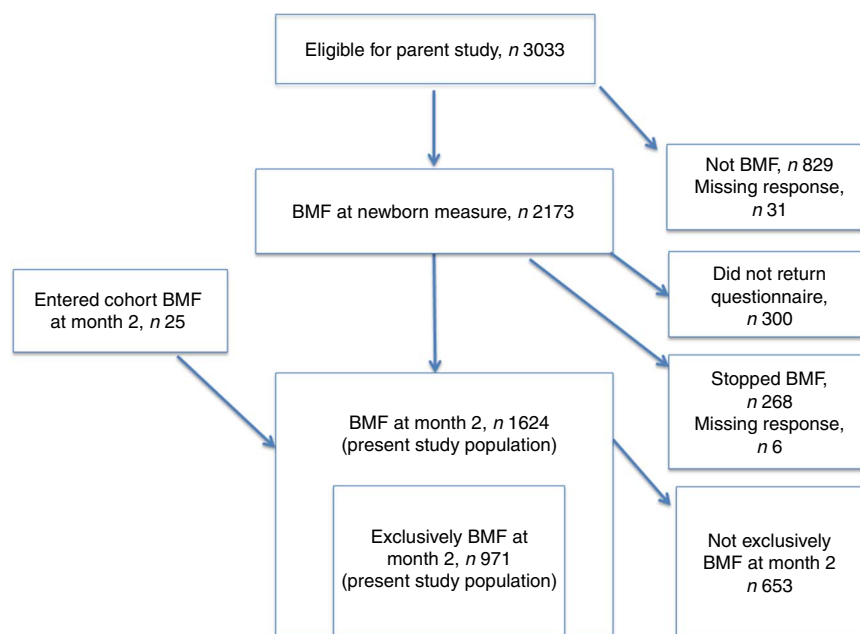 Eligible for parent study, n 3033
Not BMF, n 829
Missing response,
n 31
BMF at newborn measure, n 2173
Did not return
questionnaire,
n 300
Entered cohort BMF
at month 2, n 25
Stopped BMF,
n 268
Missing response,
n 6
BMF at month 2, n 1624
(present study population)
Exclusively BMF at
month 2, n 971
(present study population)
Not exclusively
BMF at month 2
n 653